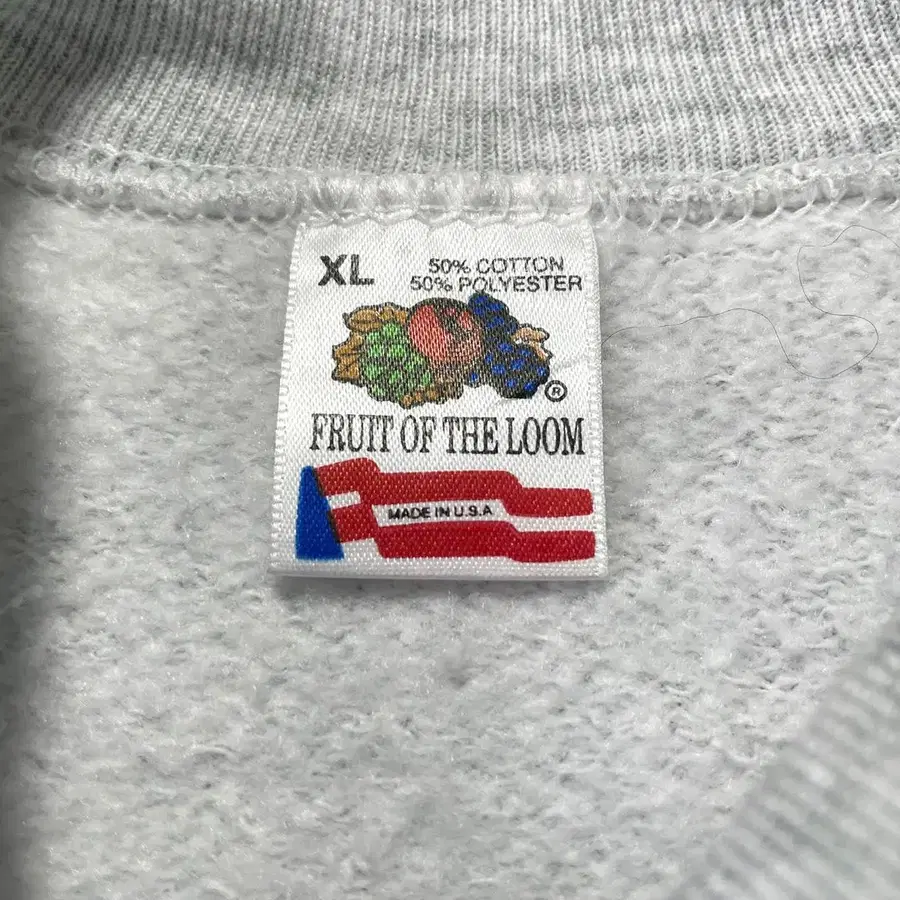 XL
50% COTTON
50% POLYESTER
®
FRUIT OF THE LOOM
MADE IN U.S.A